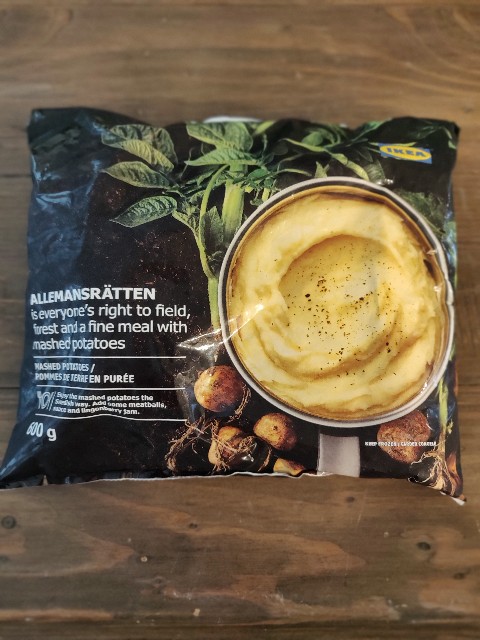 IKEA
ALLEMANSRÄTTEN
is everyone's right to field,
forest and a fine meal with
mashed potatoes
MASHED POTATOES /
POMMES DE TERRE EN PURÉE
Enjoy the mashed potatoes the
Swedish way. Add some meatballs,
sauce and lingonberry jam.
600 g
KEEP FROZEN / GARDER CONGELÉ